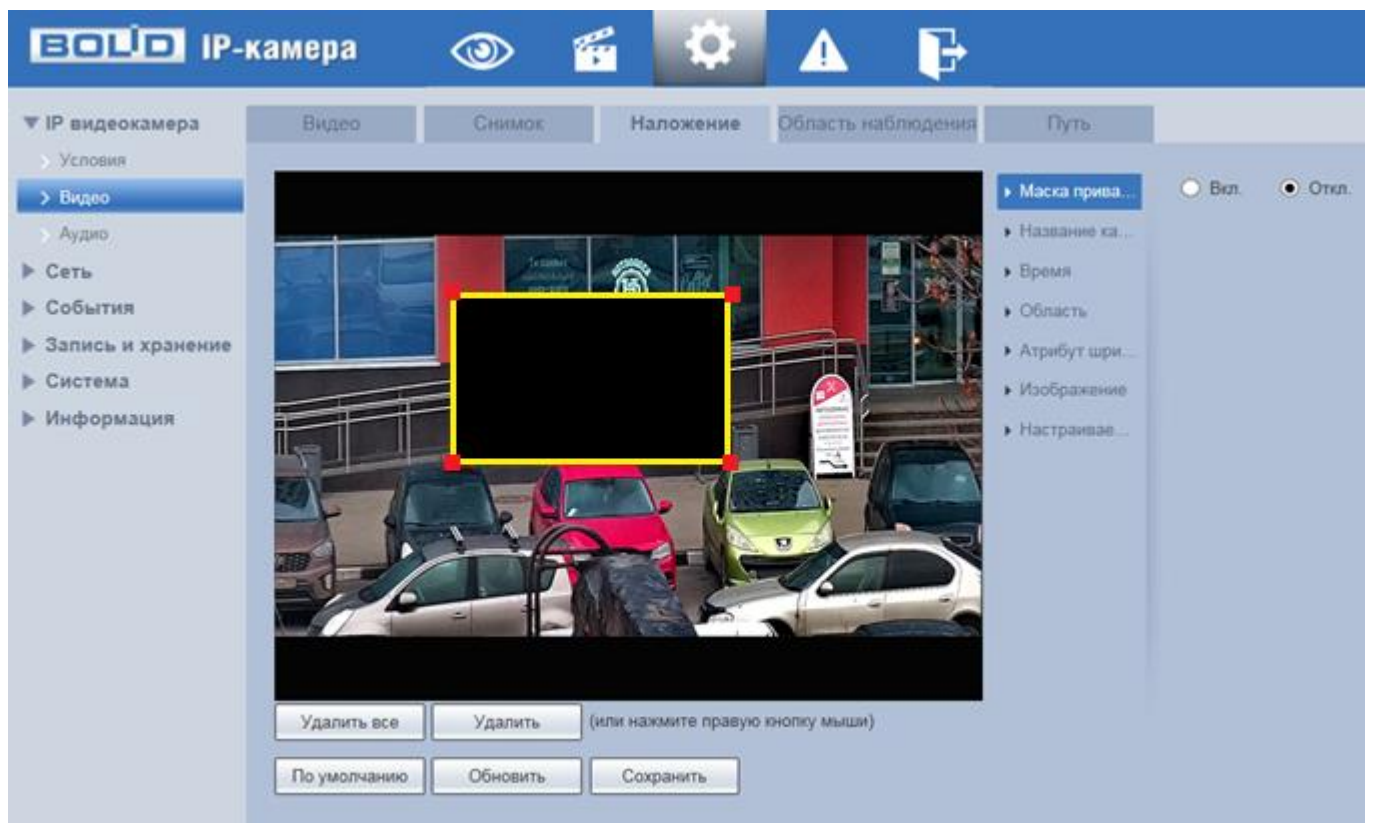 BOLID IP-камера
IP видеокамера
Условия
Видео
Аудио
Сеть
События
Запись и хранение
Система
Информация
Видео Снимок Наложение Область наблюдения Путь
Маска прива...
Название ка...
Время
Область
Атрибут шри...
Изображение
Настраивае...
Вкл. Откл.
Удалить все Удалить (или нажмите правую кнопку мыши)
По умолчанию Обновить Сохранить